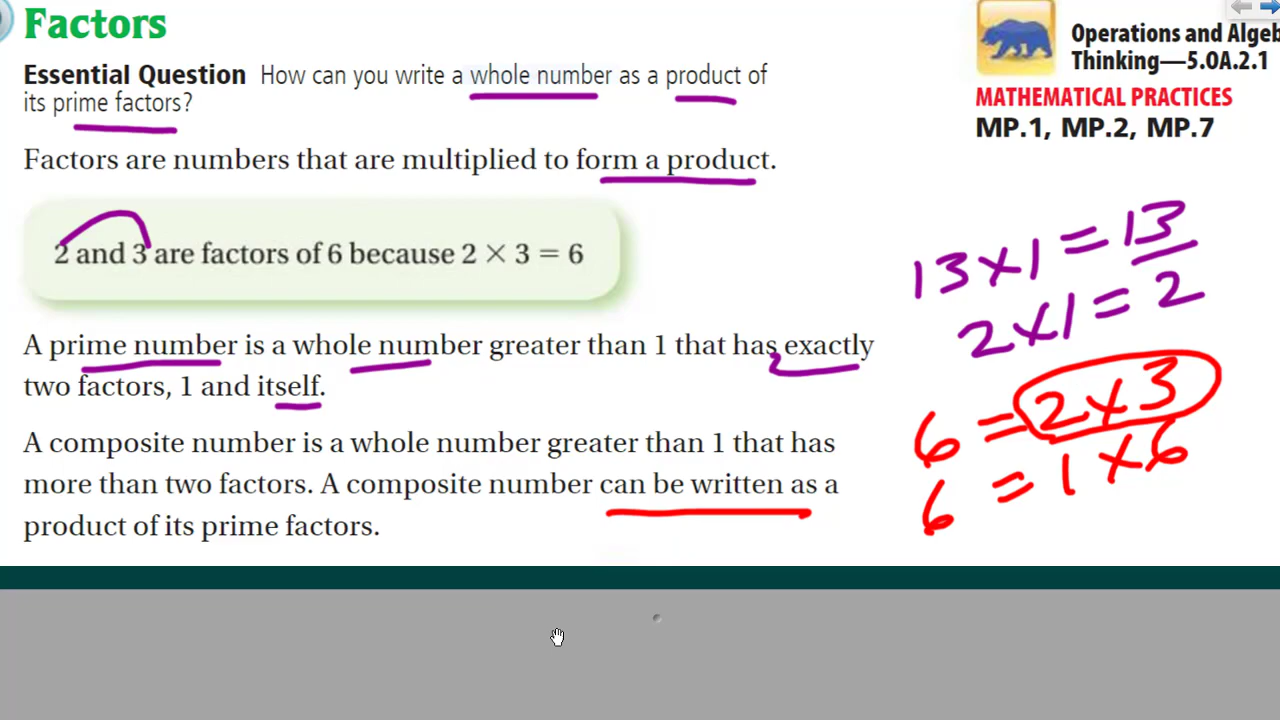 Factors
Essential Question How can you write a whole number as a product of
its prime factors?
Factors are numbers that are multiplied to form a product.
2 and 3 are factors of 6 because 2 × 3 = 6
A prime number is a whole number greater than 1 that has exactly
two factors, 1 and itself.
A composite number is a whole number greater than 1 that has
more than two factors. A composite number can be written as a
product of its prime factors.
Operations and Algeb
Thinking—5.OA.2.1
MATHEMATICAL PRACTICES
MP.1, MP.2, MP.7
13 × 1 = 13
2 × 1 = 2
6 = 2 × 3
6 = 1 × 6